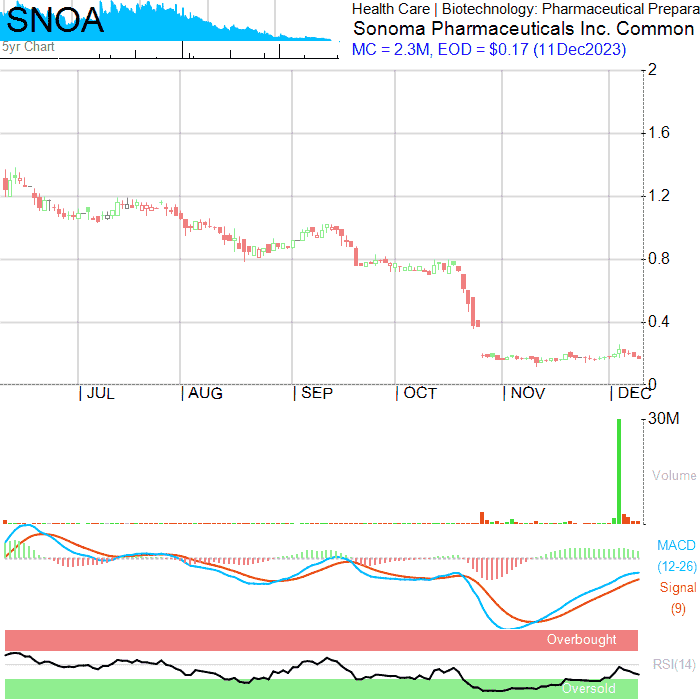 SNOA
5yr Chart
Health Care | Biotechnology: Pharmaceutical Prepara
Sonoma Pharmaceuticals Inc. Common
MC = 2.3M, EOD = $0.17 (11Dec2023)
2
1.6
1.2
0.8
0.4
0
JUL
AUG
SEP
OCT
NOV
DEC
30M
Volume
MACD
(12-26)
Signal
(9)
Overbought
RSI(14)
Oversold